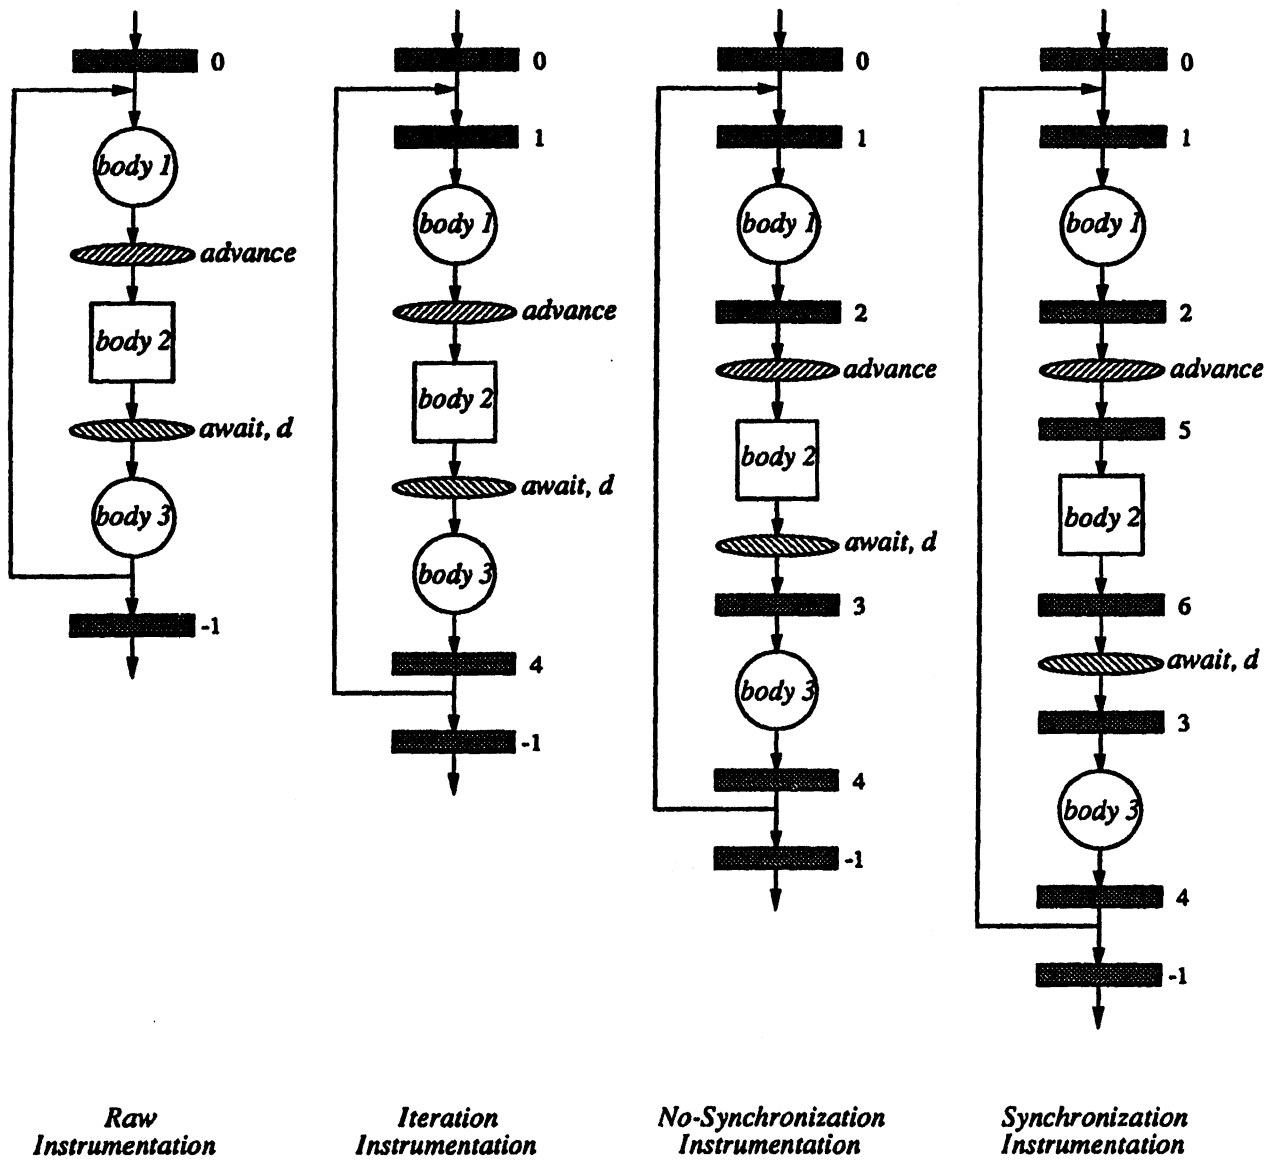 0
body 1
advance
body 2
await, d
body 3
-1
Raw
Instrumentation
0
1
body 1
advance
body 2
await, d
body 3
4
-1
Iteration
Instrumentation
0
1
body 1
2
advance
body 2
await, d
3
body 3
4
-1
No-Synchronization
Instrumentation
0
1
body 1
2
advance
5
body 2
6
await, d
3
body 3
4
-1
Synchronization
Instrumentation